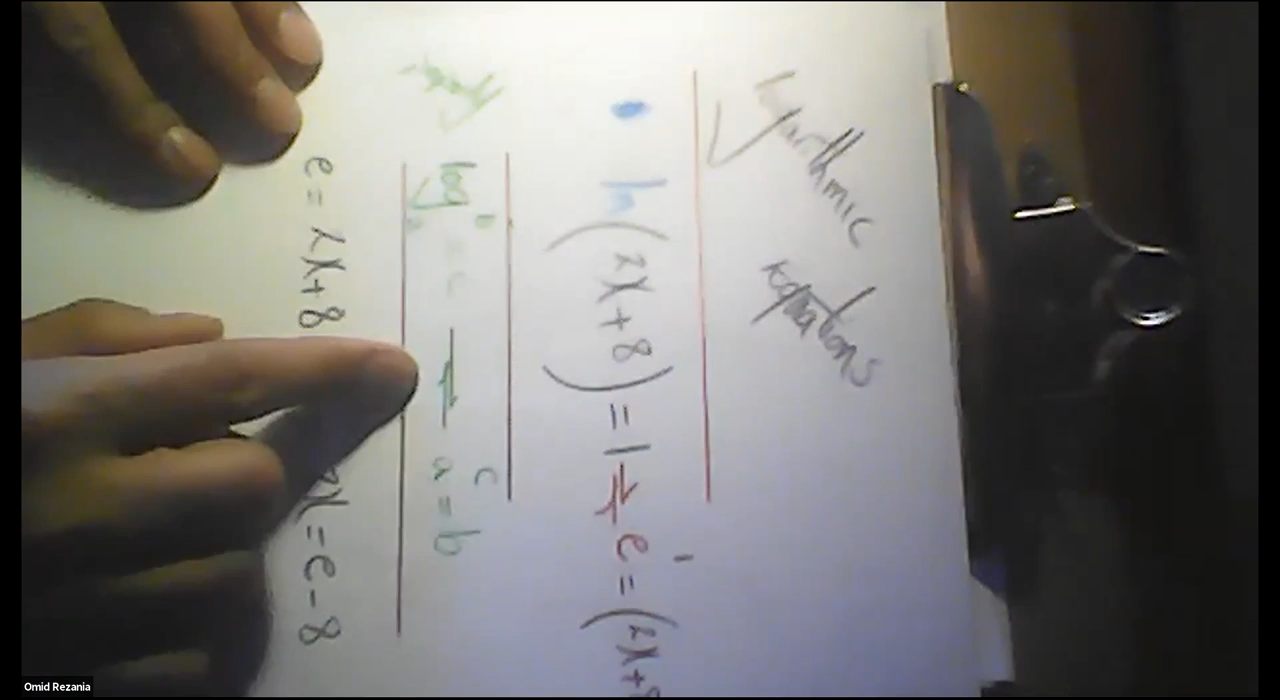 Logarithmic equations
• ln(2x+8)=1 ⇌ e¹=(2x+8
log_a^b = c ⇌ a^c = b
e = 2x+8 2x = e-8
Omid Rezania